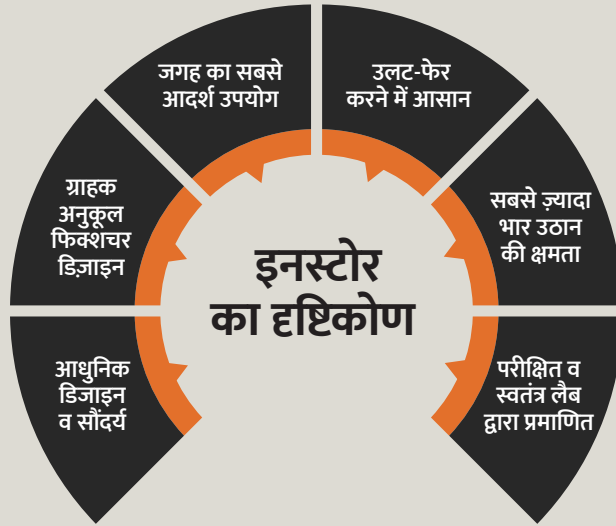 जगह का सबसे
आदर्श उपयोग
उलट-फेर
करने में आसान
ग्राहक
अनुकूल
फिक्शचर
डिज़ाइन
सबसे ज़्यादा
भार उठान
की क्षमता
इनस्टोर
का दृष्टिकोण
आधुनिक
डिजाइन
व सौंदर्य
परीक्षित व
स्वतंत्र लैब
द्वारा प्रमाणित